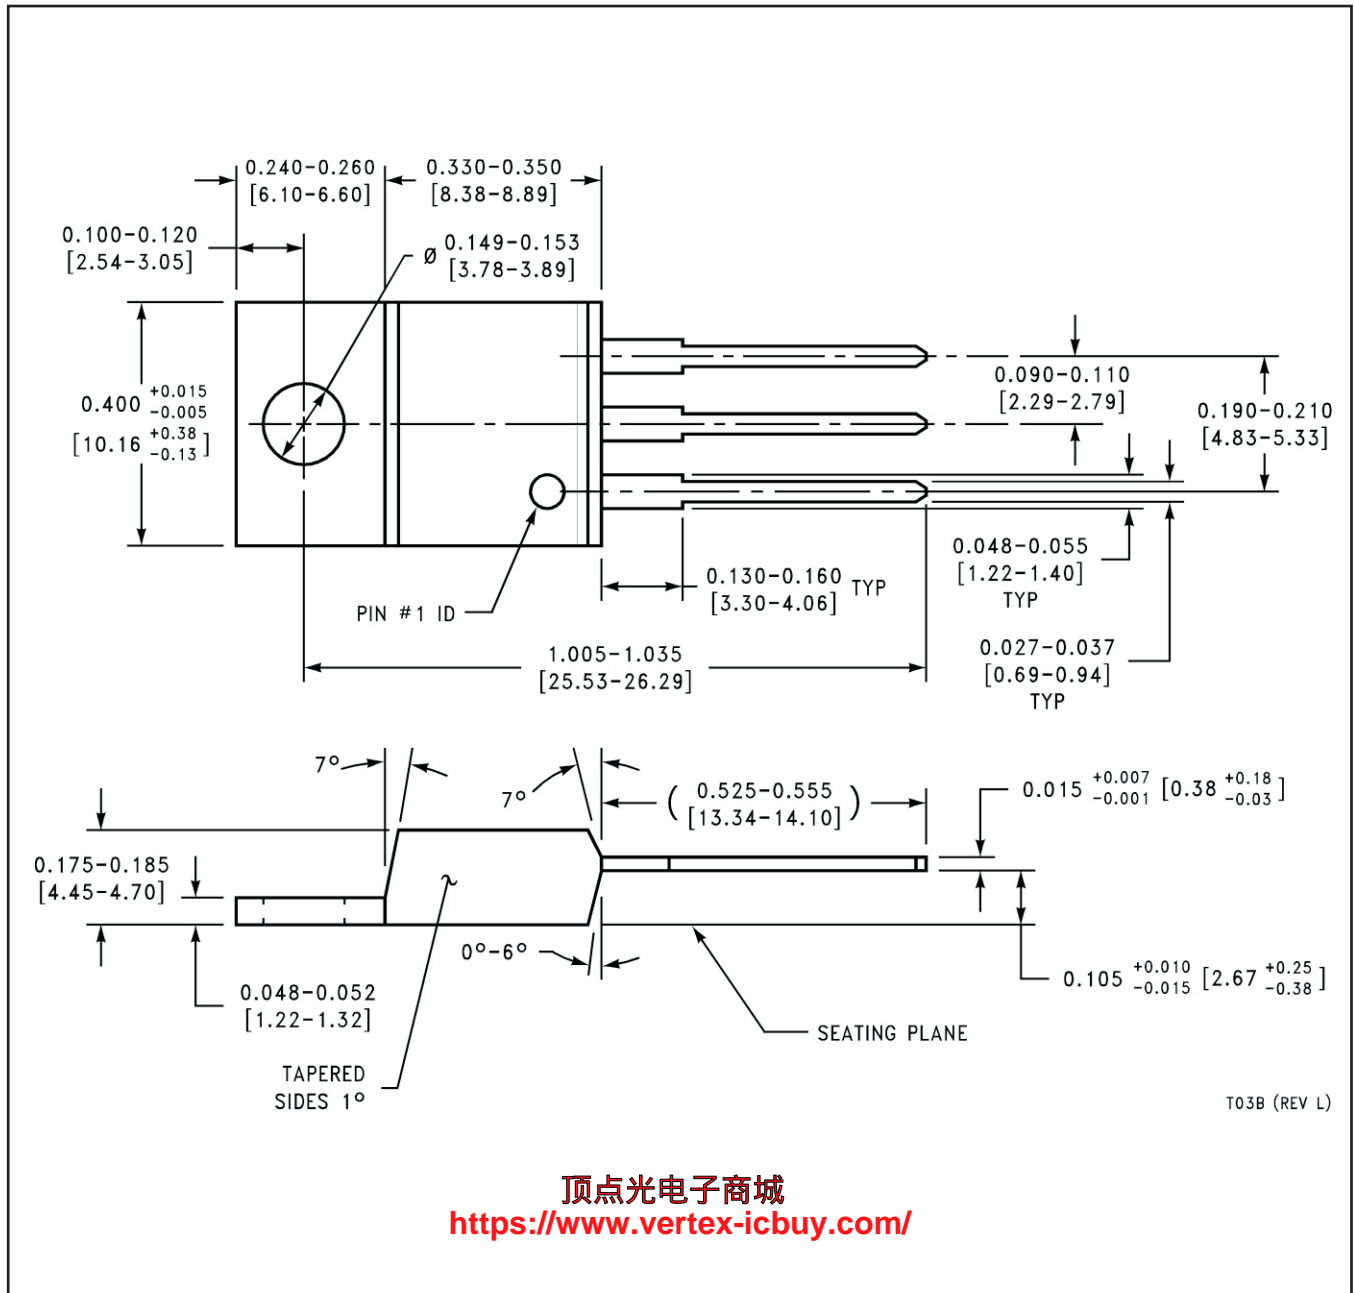 0.240-0.260
[6.10-6.60]
0.330-0.350
[8.38-8.89]
0.100-0.120
[2.54-3.05]
Ø 0.149-0.153
[3.78-3.89]
0.400 +0.015 -0.005
[10.16 +0.38 -0.13]
0.090-0.110
[2.29-2.79]
0.190-0.210
[4.83-5.33]
0.048-0.055
[1.22-1.40]
TYP
0.130-0.160 TYP
[3.30-4.06]
PIN #1 ID
1.005-1.035
[25.53-26.29]
0.027-0.037
[0.69-0.94]
TYP
7°
7°
(0.525-0.555
[13.34-14.10])
0.015 +0.007 -0.001 [0.38 +0.18 -0.03]
0.175-0.185
[4.45-4.70]
0°-6°
0.105 +0.010 -0.015 [2.67 +0.25 -0.38]
0.048-0.052
[1.22-1.32]
SEATING PLANE
TAPERED
SIDES 1°
T03B (REV L)
顶点光电子商城
https://www.vertex-icbuy.com/